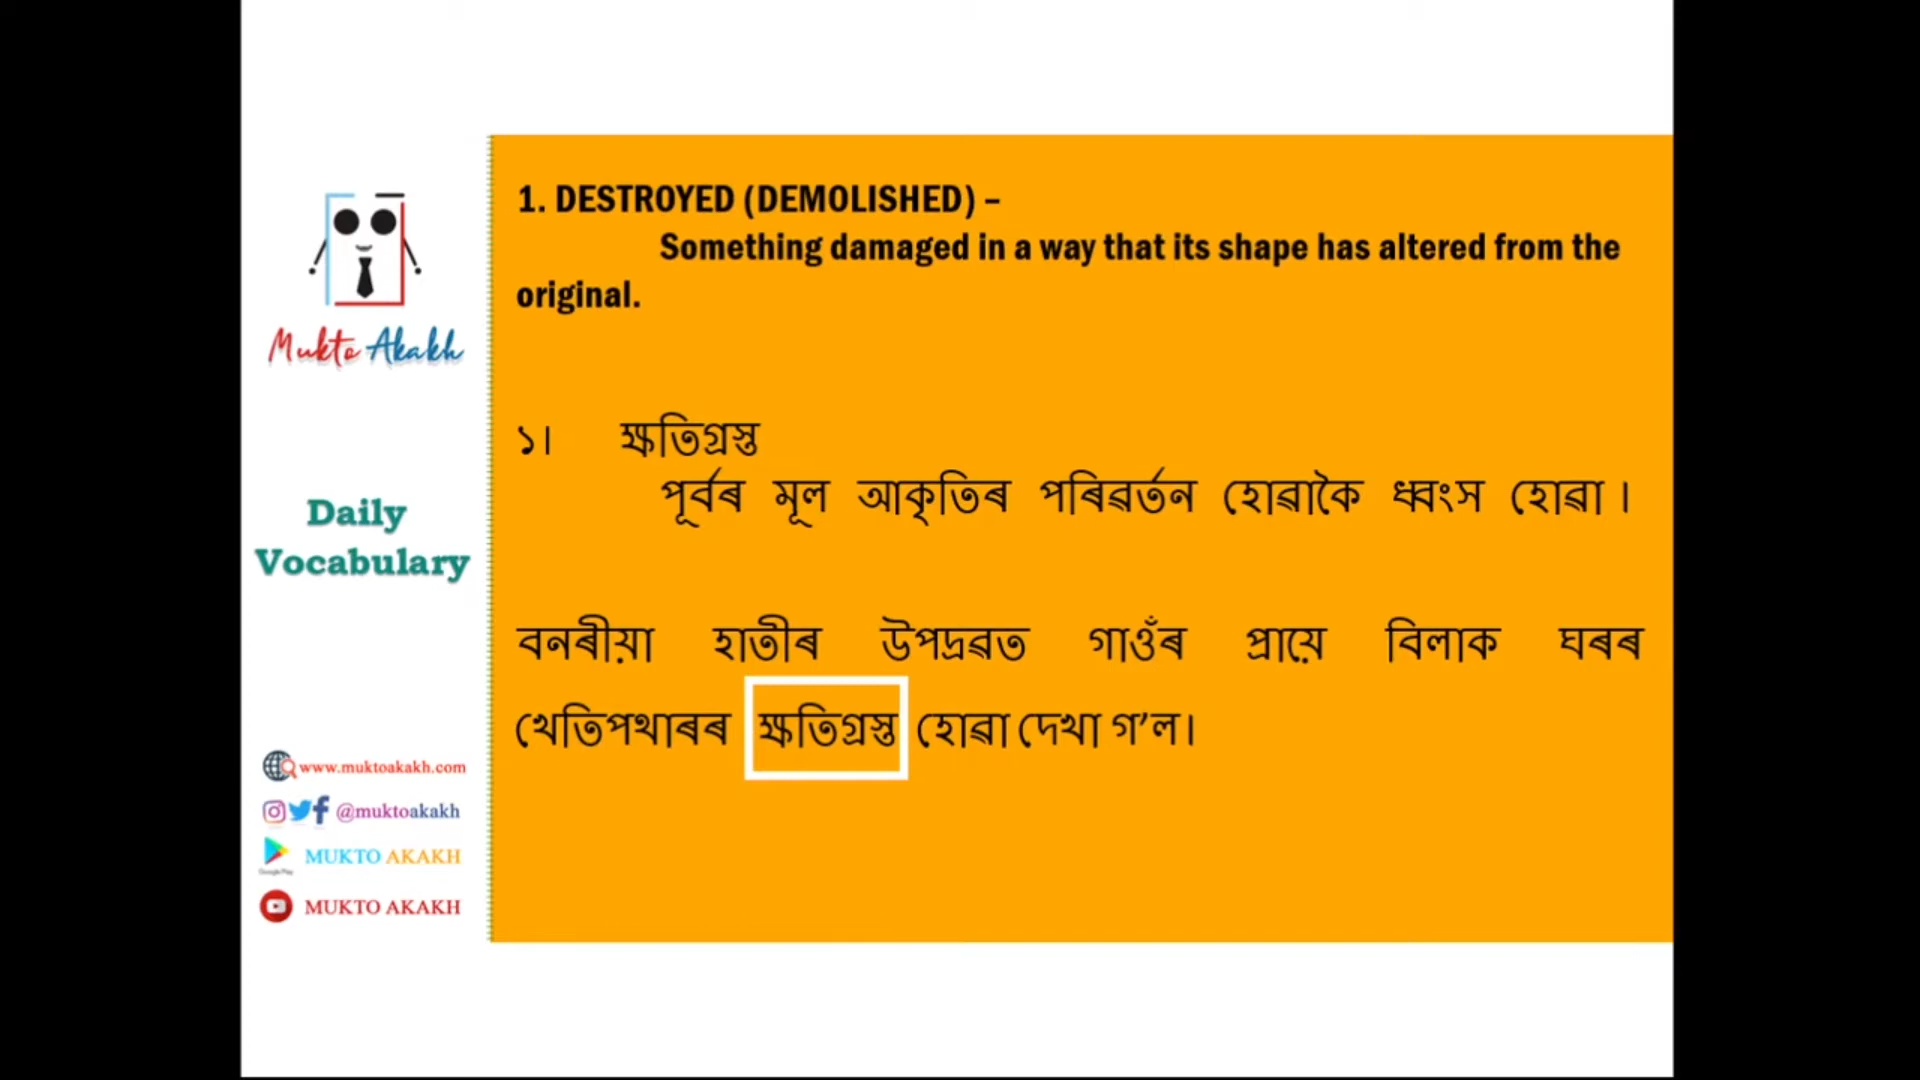 1. DESTROYED (DEMOLISHED) –
Something damaged in a way that its shape has altered from the
original.
১। ক্ষতিগ্ৰস্ত
পূৰ্বৰ মূল আকৃতিৰ পৰিৱৰ্তন হোৱাকৈ ধ্বংস হোৱা ।
বনৰীয়া হাতীৰ উপদ্ৰৱত গাওঁৰ প্ৰায়ে বিলাক ঘৰৰ
খেতিপথাৰৰ ক্ষতিগ্ৰস্ত হোৱা দেখা গ’ল।
Mukto Akakh
Daily
Vocabulary
www.muktoakakh.com
@muktoakakh
MUKTO AKAKH
Google Play
MUKTO AKAKH